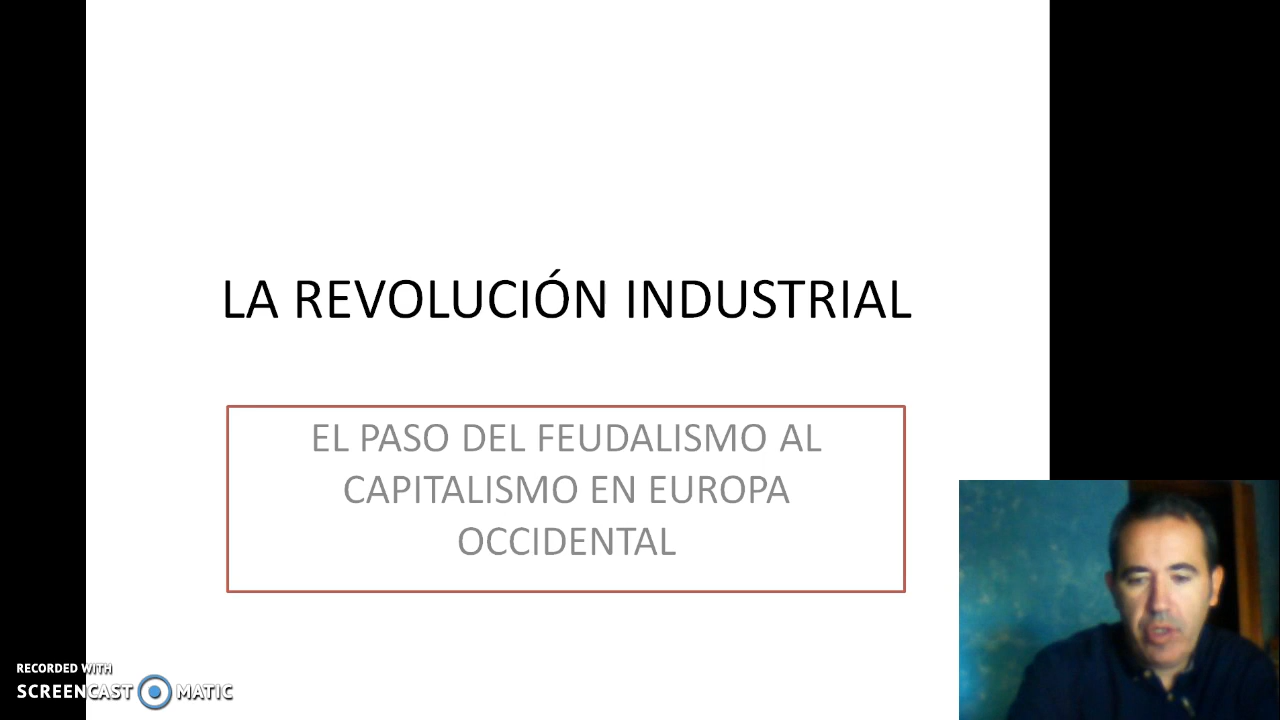 LA REVOLUCIÓN INDUSTRIAL
EL PASO DEL FEUDALISMO AL
CAPITALISMO EN EUROPA
OCCIDENTAL
RECORDED WITH
SCREENCAST MATIC